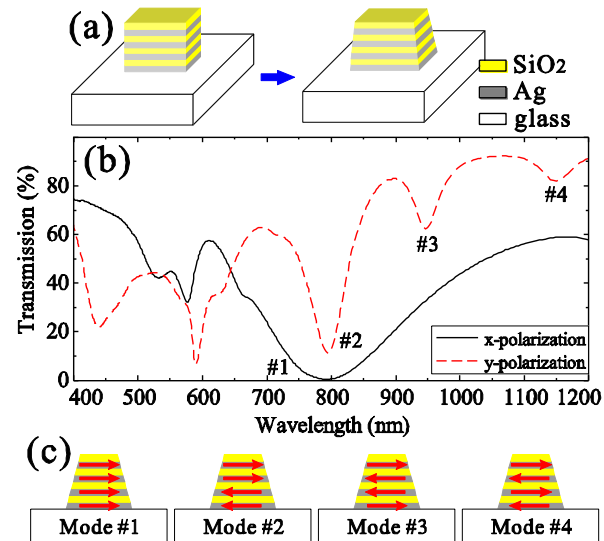 (a)
SiO2
Ag
glass
(b)
Transmission (%)
80
60
40
20
0
#1
#2
#3
#4
x-polarization
y-polarization
400 500 600 700 800 900 1000 1100 1200
Wavelength (nm)
(c)
Mode #1
Mode #2
Mode #3
Mode #4